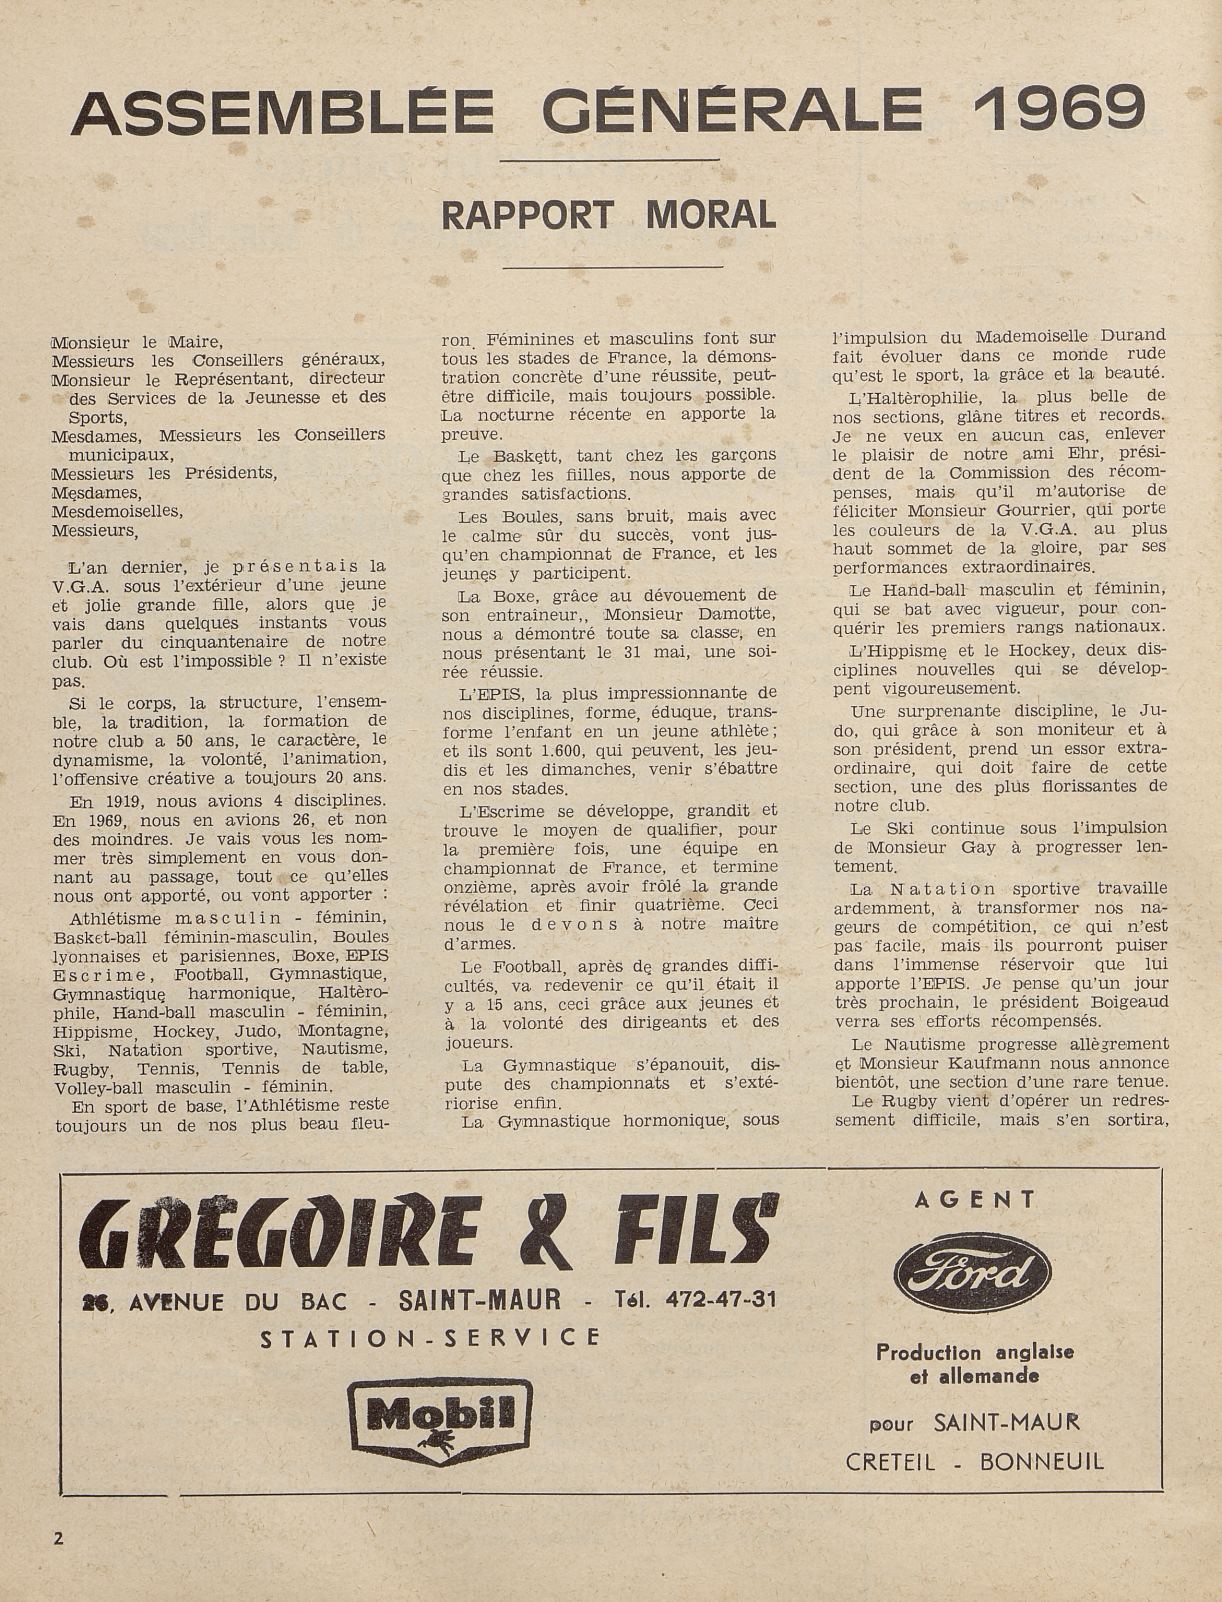 ASSEMBLÉE GÉNÉRALE 1969
RAPPORT MORAL
Monsieur le Maire,
Messieurs les Conseillers généraux,
Monsieur le Représentant, directeur
des Services de la Jeunesse et des
Sports,
Mesdames, Messieurs les Conseillers
municipaux,
Messieurs les Présidents,
Mesdames,
Mesdemoiselles,
Messieurs,
L'an dernier, je présentais la
V.G.A. sous l'extérieur d'une jeune
et jolie grande fille, alors que je
vais dans quelques instants vous
parler du cinquantenaire de notre
club. Où est l'impossible ? Il n'existe
pas.
Si le corps, la structure, l'ensem-
ble, la tradition, la formation de
notre club a 50 ans, le caractère, le
dynamisme, la volonté, l'animation,
l'offensive créative a toujours 20 ans.
En 1919, nous avions 4 disciplines.
En 1969, nous en avions 26, et non
des moindres. Je vais vous les nom-
mer très simplement en vous don-
nant au passage, tout ce qu'elles
nous ont apporté, ou vont apporter :
Athlétisme masculin - féminin,
Basket-ball féminin-masculin, Boules
lyonnaises et parisiennes, Boxe, EPIS
Escrime, Football, Gymnastique,
Gymnastique harmonique, Haltèro-
phile, Hand-ball masculin - féminin,
Hippisme, Hockey, Judo, Montagne,
Ski, Natation sportive, Nautisme,
Rugby, Tennis, Tennis de table,
Volley-ball masculin - féminin.
En sport de base, l'Athlétisme reste
toujours un de nos plus beau fleu-
ron. Féminines et masculins font sur
tous les stades de France, la démons-
tration concrète d'une réussite, peut-
être difficile, mais toujours possible.
La nocturne récente en apporte la
preuve.
Le Baskett, tant chez les garçons
que chez les fiilles, nous apporte de
grandes satisfactions.
Les Boules, sans bruit, mais avec
le calme sûr du succès, vont jus-
qu'en championnat de France, et les
jeunes y participent.
La Boxe, grâce au dévouement de
son entraîneur,, Monsieur Damotte,
nous a démontré toute sa classe, en
nous présentant le 31 mai, une soi-
rée réussie.
L'EPIS, la plus impressionnante de
nos disciplines, forme, éduque, trans-
forme l'enfant en un jeune athlète ;
et ils sont 1.600, qui peuvent, les jeu-
dis et les dimanches, venir s'ébattre
en nos stades.
L'Escrime se développe, grandit et
trouve le moyen de qualifier, pour
la première fois, une équipe en
championnat de France, et termine
onzième, après avoir frôlé la grande
révélation et finir quatrième. Ceci
nous le devons à notre maître
d'armes.
Le Football, après de grandes diffi-
cultés, va redevenir ce qu'il était il
y a 15 ans, ceci grâce aux jeunes et
à la volonté des dirigeants et des
joueurs.
La Gymnastique s'épanouit, dis-
pute des championnats et s'exté-
riorise enfin.
La Gymnastique hormonique, sous
l'impulsion du Mademoiselle Durand
fait évoluer dans ce monde rude
qu'est le sport, la grâce et la beauté.
L'Haltèrophilie, la plus belle de
nos sections, glâne titres et records.
Je ne veux en aucun cas, enlever
le plaisir de notre ami Ehr, prési-
dent de la Commission des récom-
penses, mais qu'il m'autorise de
féliciter Monsieur Gourrier, qui porte
les couleurs de la V.G.A. au plus
haut sommet de la gloire, par ses
performances extraordinaires.
Le Hand-ball masculin et féminin,
qui se bat avec vigueur, pour con-
quérir les premiers rangs nationaux.
L'Hippisme et le Hockey, deux dis-
ciplines nouvelles qui se dévelop-
pent vigoureusement.
Une surprenante discipline, le Ju-
do, qui grâce à son moniteur et à
son président, prend un essor extra-
ordinaire, qui doit faire de cette
section, une des plus florissantes de
notre club.
Le Ski continue sous l'impulsion
de Monsieur Gay à progresser len-
tement.
La Natation sportive travaille
ardemment, à transformer nos na-
geurs de compétition, ce qui n'est
pas facile, mais ils pourront puiser
dans l'immense réservoir que lui
apporte l'EPIS. Je pense qu'un jour
très prochain, le président Boigeaud
verra ses efforts récompensés.
Le Nautisme progresse allègrement
et Monsieur Kaufmann nous annonce
bientôt, une section d'une rare tenue.
Le Rugby vient d'opérer un redres-
sement difficile, mais s'en sortira,
GRÉGOIRE & FILS
26, AVENUE DU BAC - SAINT-MAUR - Tél. 472-47-31
STATION-SERVICE
Mobil
AGENT
Ford
Production anglaise
et allemande
pour SAINT-MAUR
CRETEIL - BONNEUIL
2